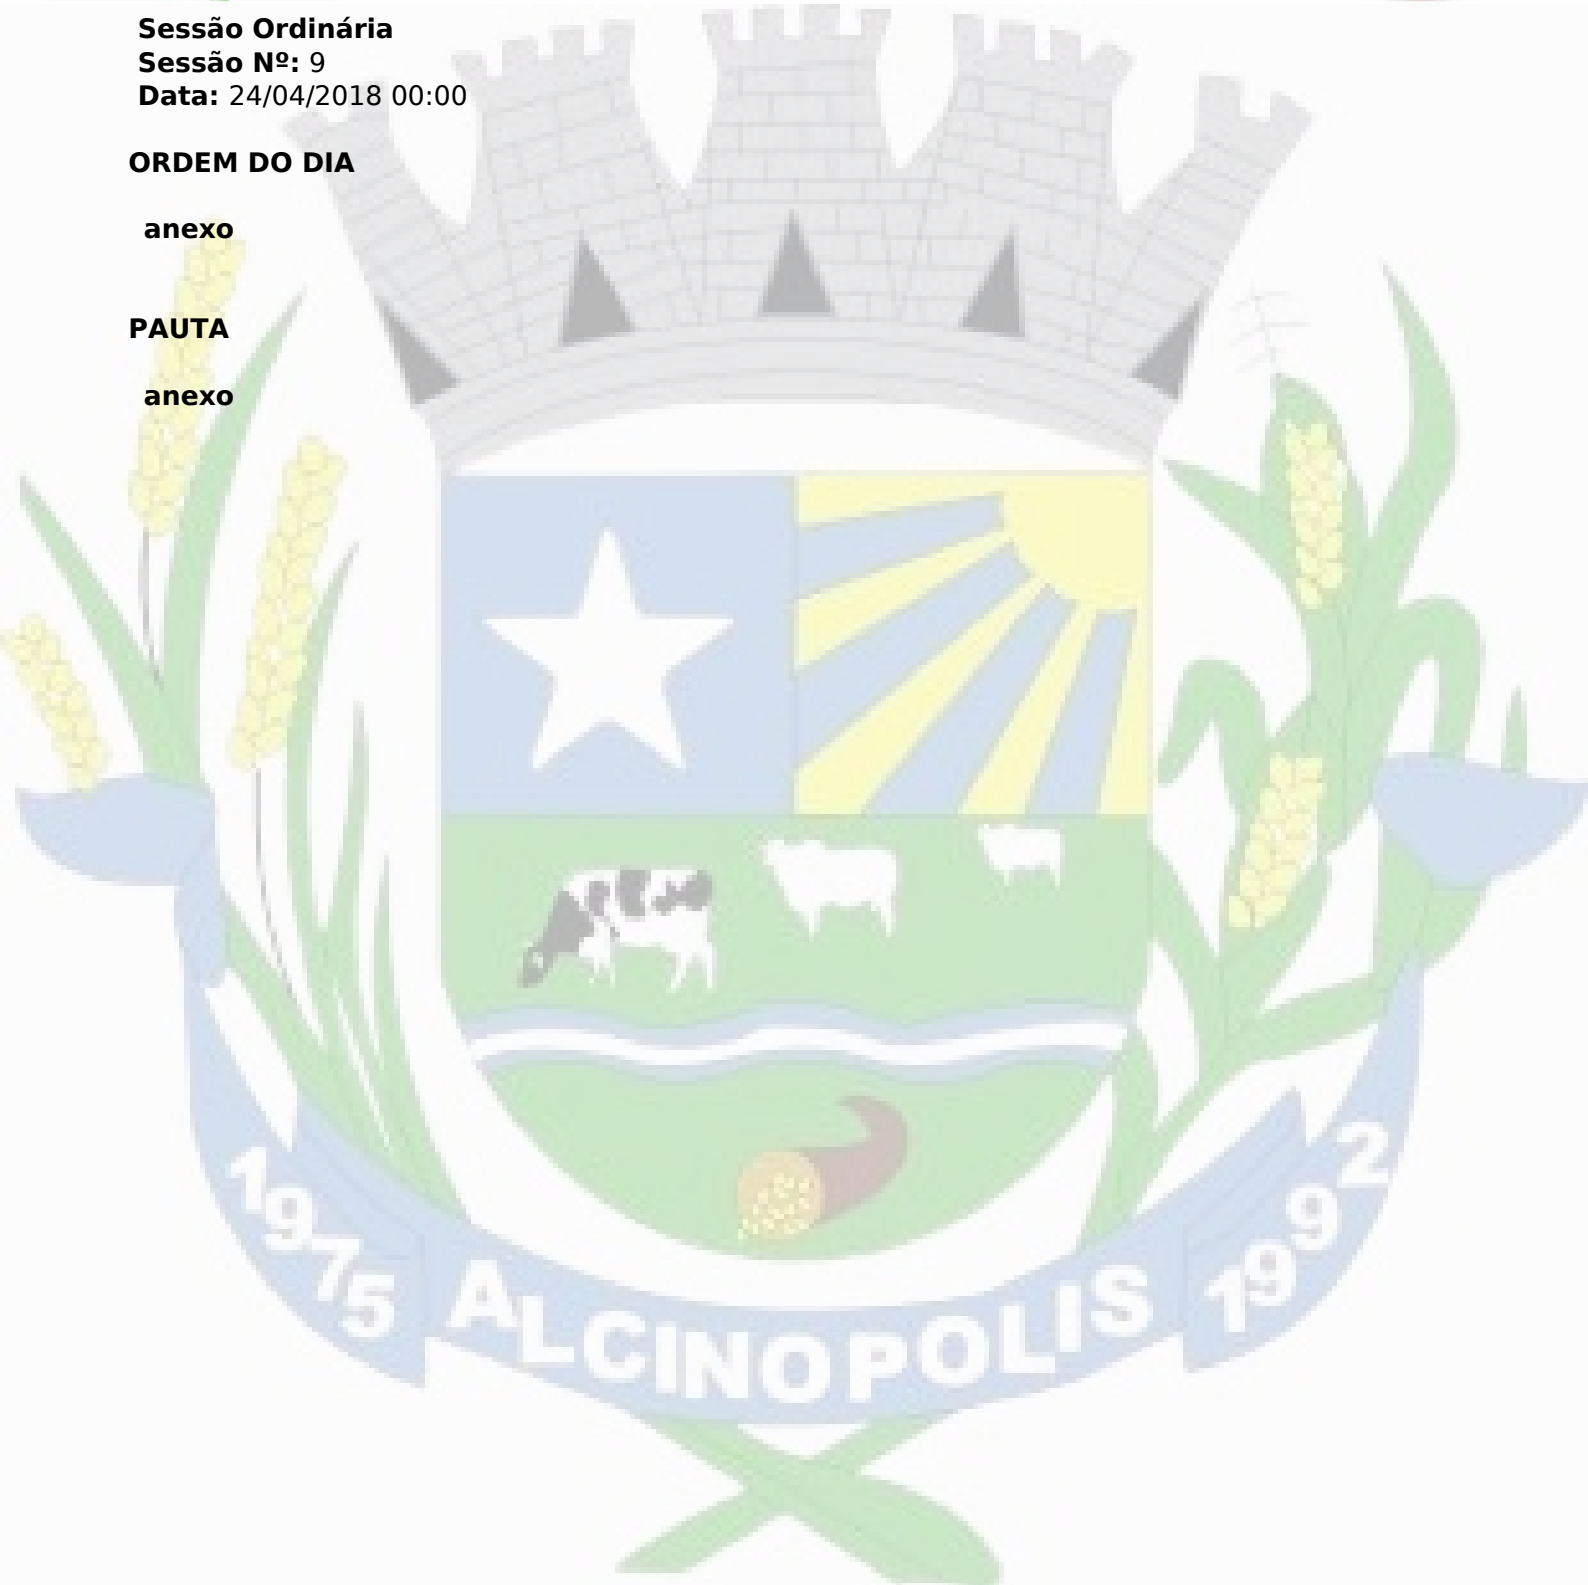 Sessão Ordinária
Sessão Nº: 9
Data: 24/04/2018 00:00
ORDEM DO DIA
anexo
PAUTA
anexo
1975 ALCINOPOLIS 1992